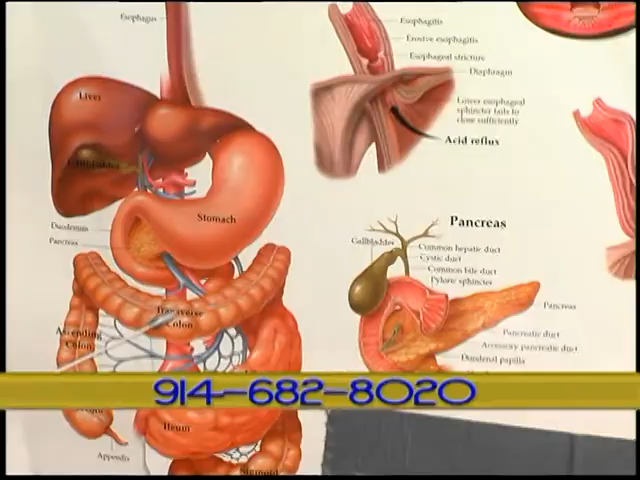 Esophagus
Liver
Gallbladder
Stomach
Duodenum
Pancreas
Transverse
Colon
Ascending
Colon
Ileum
Appendix
Sigmoid
Esophagitis
Erosive esophagitis
Esophageal stricture
Diaphragm
Lower esophageal
sphincter fails to
close sufficiently
Acid reflux
Pancreas
Gallbladder
Common hepatic duct
Cystic duct
Common bile duct
Pyloric sphincter
Pancreas
Pancreatic duct
Accessory pancreatic duct
Duodenal papilla
914-682-8020